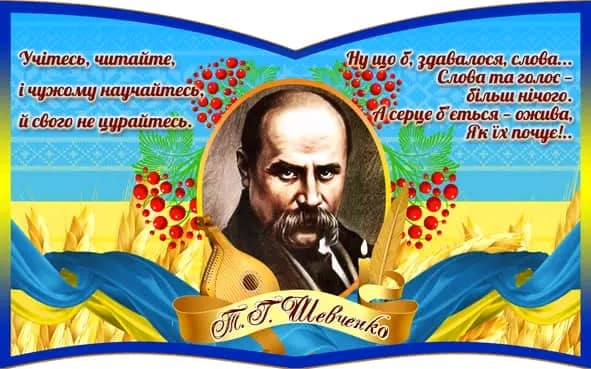 Учітесь, читайте,
і чужому научайтесь,
й свого не цурайтесь.
Ну що б, здавалося, слова...
Слова та голос –
більш нічого.
А серце б'ється – ожива,
Як їх почує!..
Т. Г. Шевченко